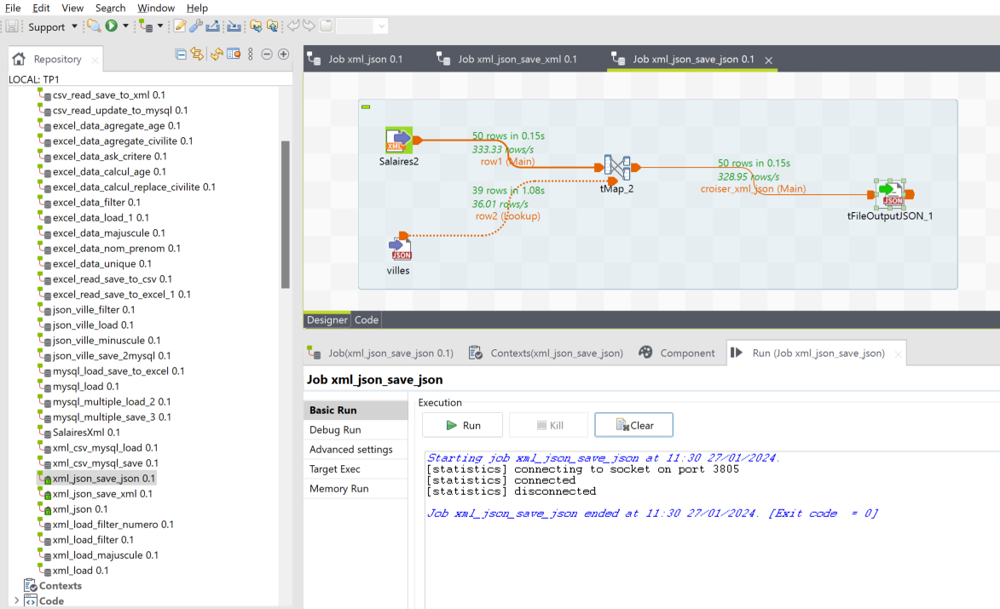 File Edit View Search Window Help
Support
Repository
LOCAL: TP1
csv_read_save_to_xml 0.1
csv_read_update_to_mysql 0.1
excel_data_agregate_age 0.1
excel_data_agregate_civilite 0.1
excel_data_ask_critere 0.1
excel_data_calcul_age 0.1
excel_data_calcul_replace_civilite 0.1
excel_data_filter 0.1
excel_data_load_1 0.1
excel_data_majuscule 0.1
excel_data_nom_prenom 0.1
excel_data_unique 0.1
excel_read_save_to_csv 0.1
excel_read_save_to_excel_1 0.1
json_ville_filter 0.1
json_ville_load 0.1
json_ville_minuscule 0.1
json_ville_save_2mysql 0.1
mysql_load_save_to_excel 0.1
mysql_load 0.1
mysql_multiple_load_2 0.1
mysql_multiple_save_3 0.1
SalairesXml 0.1
xml_csv_mysql_load 0.1
xml_csv_mysql_save 0.1
xml_json_save_json 0.1
xml_json_save_xml 0.1
xml_json 0.1
xml_load_filter_numero 0.1
xml_load_filter 0.1
xml_load_majuscule 0.1
xml_load 0.1
Contexts
Code
Job xml_json 0.1
Job xml_json_save_xml 0.1
Job xml_json_save_json 0.1
XML
Salaires2
50 rows in 0.15s
333.33 rows/s
row1 (Main)
39 rows in 1.08s
36.01 rows/s
row2 (Lookup)
JSON
villes
tMap_2
50 rows in 0.15s
328.95 rows/s
croiser_xml_json (Main)
JSON
tFileOutputJSON_1
Designer Code
Job(xml_json_save_json 0.1)
Contexts(xml_json_save_json)
Component
Run (Job xml_json_save_json)
Job xml_json_save_json
Basic Run
Debug Run
Advanced settings
Target Exec
Memory Run
Execution
Run
Kill
Clear
Starting job xml_json_save_json at 11:30 27/01/2024.
[statistics] connecting to socket on port 3805
[statistics] connected
[statistics] disconnected
Job xml_json_save_json ended at 11:30 27/01/2024. [Exit code  = 0]